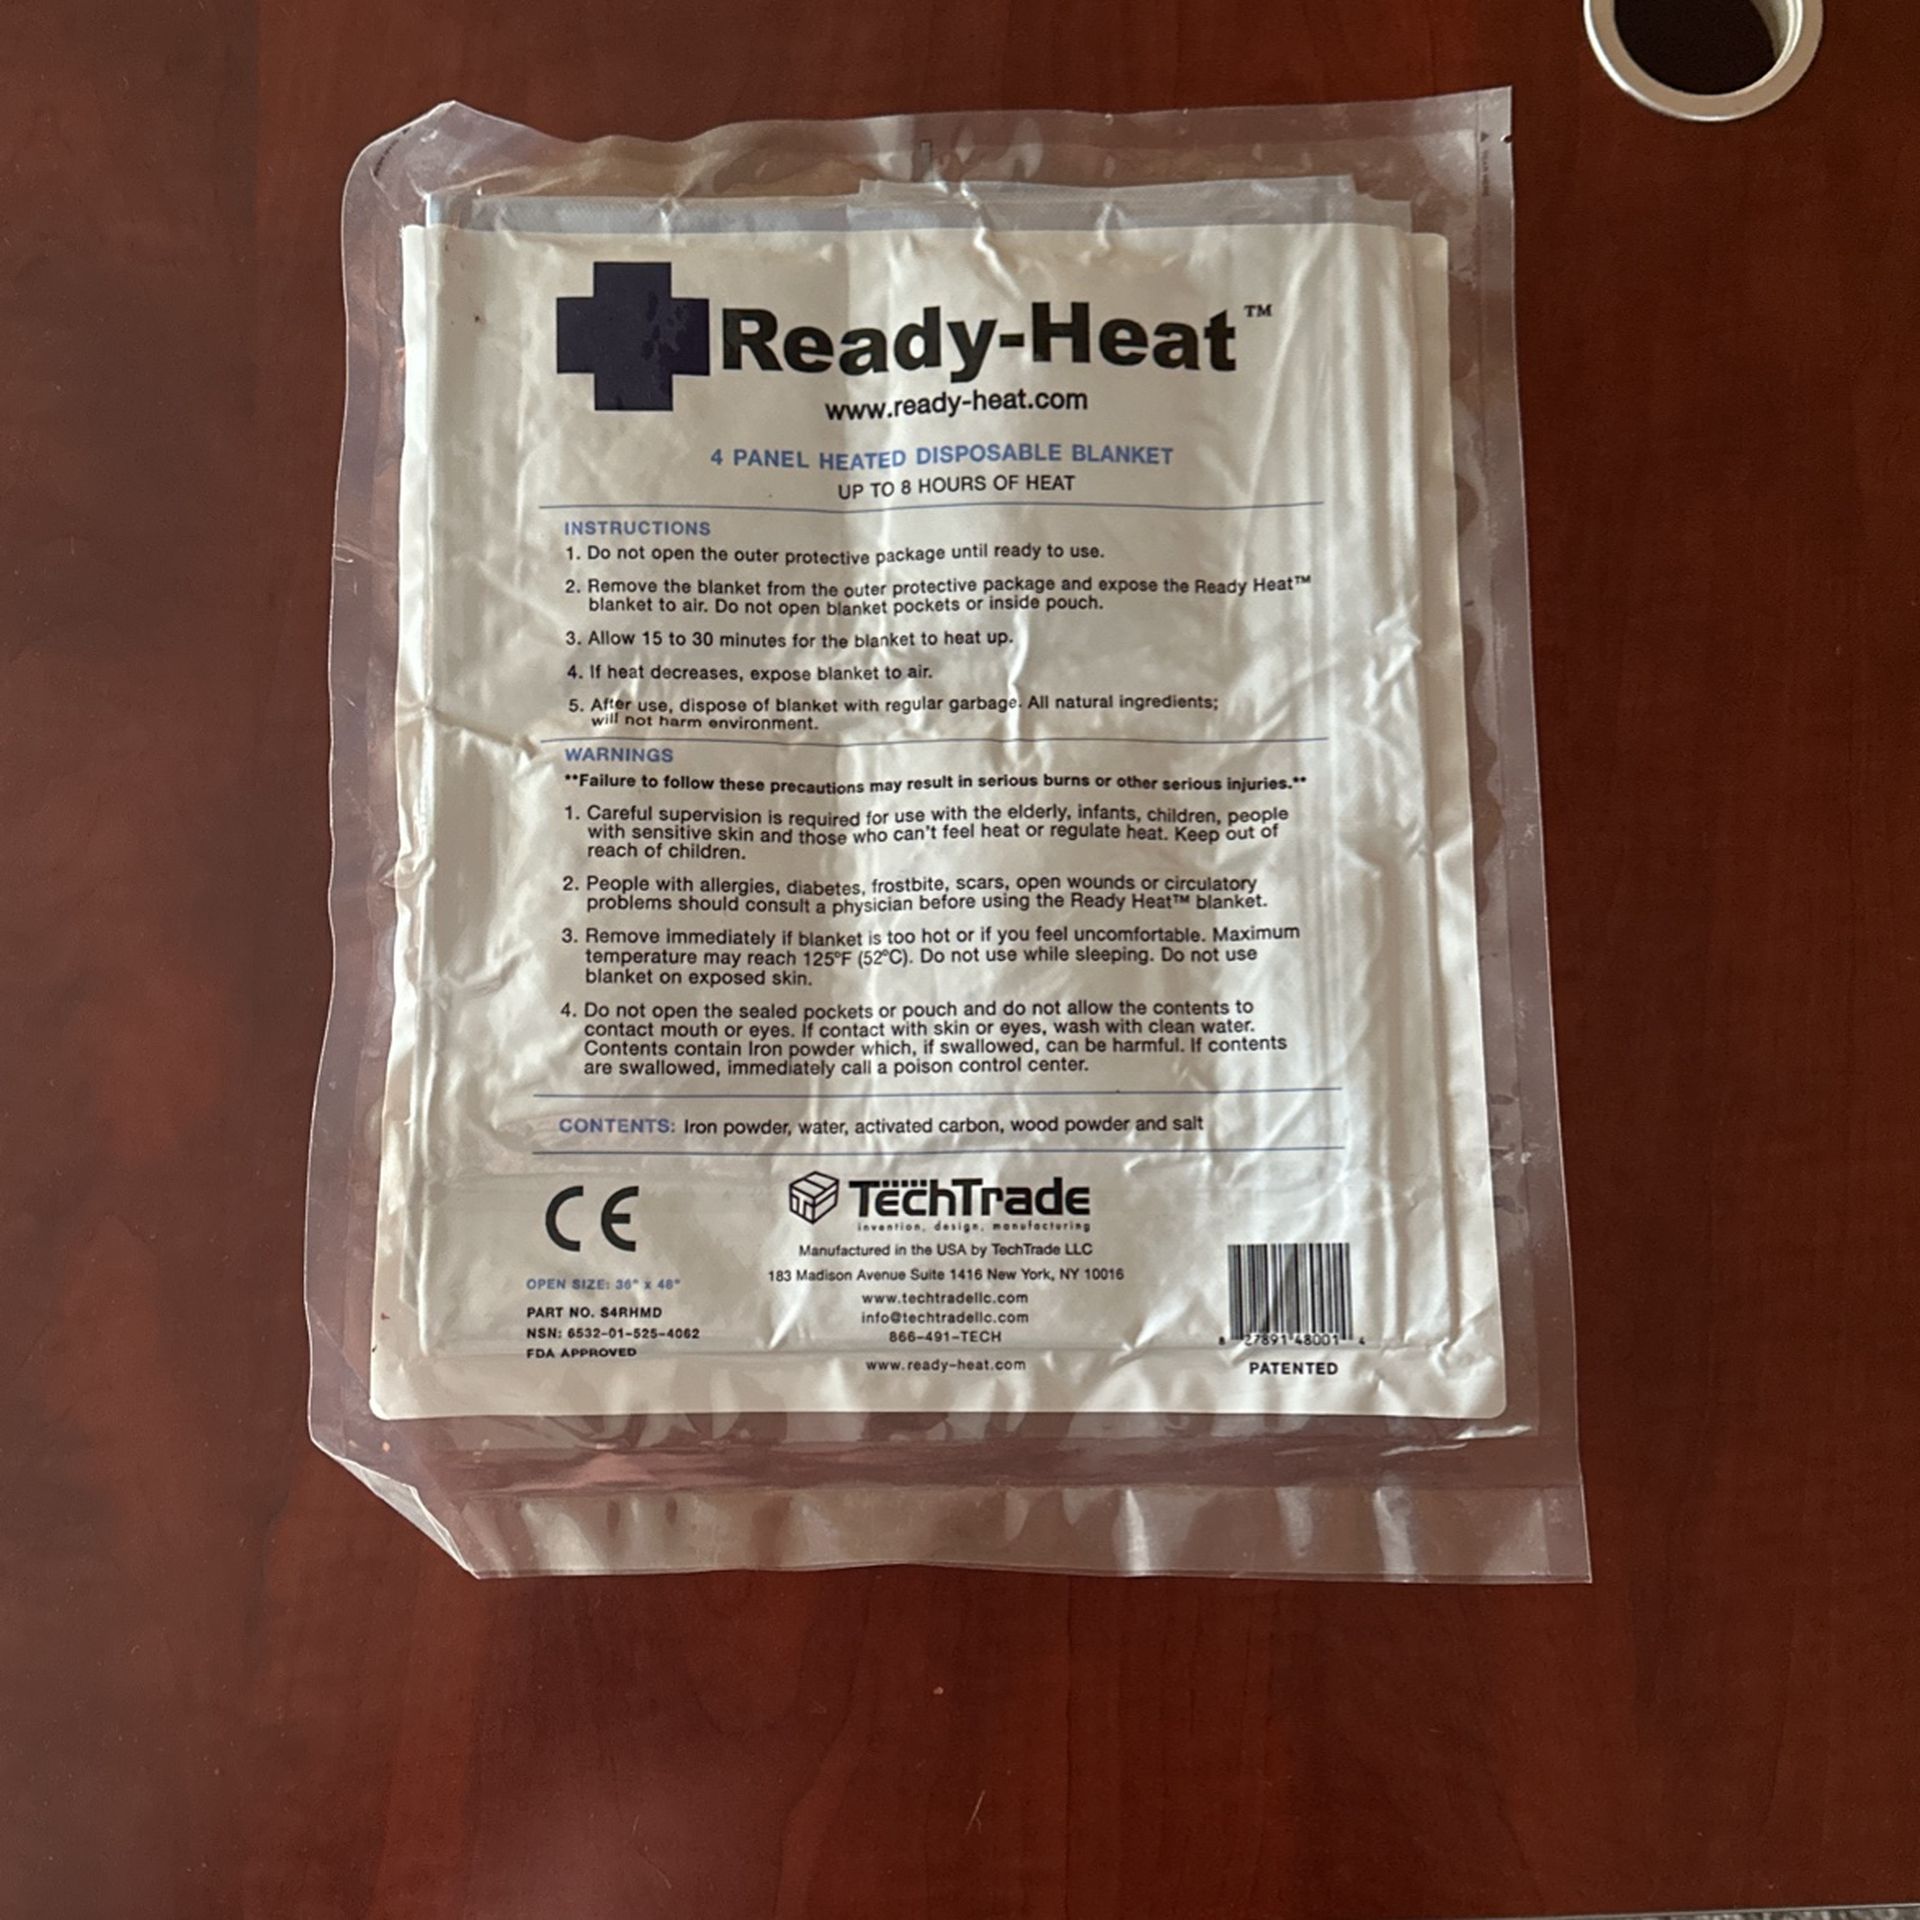 Ready-Heat™
www.ready-heat.com
4 PANEL HEATED DISPOSABLE BLANKET
UP TO 8 HOURS OF HEAT
INSTRUCTIONS
1. Do not open the outer protective package until ready to use.
2. Remove the blanket from the outer protective package and expose the Ready Heat™
blanket to air. Do not open blanket pockets or inside pouch.
3. Allow 15 to 30 minutes for the blanket to heat up.
4. If heat decreases, expose blanket to air.
5. After use, dispose of blanket with regular garbage. All natural ingredients;
will not harm environment.
WARNINGS
**Failure to follow these precautions may result in serious burns or other serious injuries.**
1. Careful supervision is required for use with the elderly, infants, children, people
with sensitive skin and those who can't feel heat or regulate heat. Keep out of
reach of children.
2. People with allergies, diabetes, frostbite, scars, open wounds or circulatory
problems should consult a physician before using the Ready Heat™ blanket.
3. Remove immediately if blanket is too hot or if you feel uncomfortable. Maximum
temperature may reach 125°F (52°C). Do not use while sleeping. Do not use
blanket on exposed skin.
4. Do not open the sealed pockets or pouch and do not allow the contents to
contact mouth or eyes. If contact with skin or eyes, wash with clean water.
Contents contain Iron powder which, if swallowed, can be harmful. If contents
are swallowed, immediately call a poison control center.
CONTENTS: Iron powder, water, activated carbon, wood powder and salt
CE
TechTrade
invention, design, manufacturing
Manufactured in the USA by TechTrade LLC
183 Madison Avenue Suite 1416 New York, NY 10016
www.techtradellc.com
info@techtradellc.com
866-491-TECH
www.ready-heat.com
OPEN SIZE: 36" x 48"
PART NO. S4RHMD
NSN: 6532-01-525-4062
FDA APPROVED
8 27891 48001 4
PATENTED